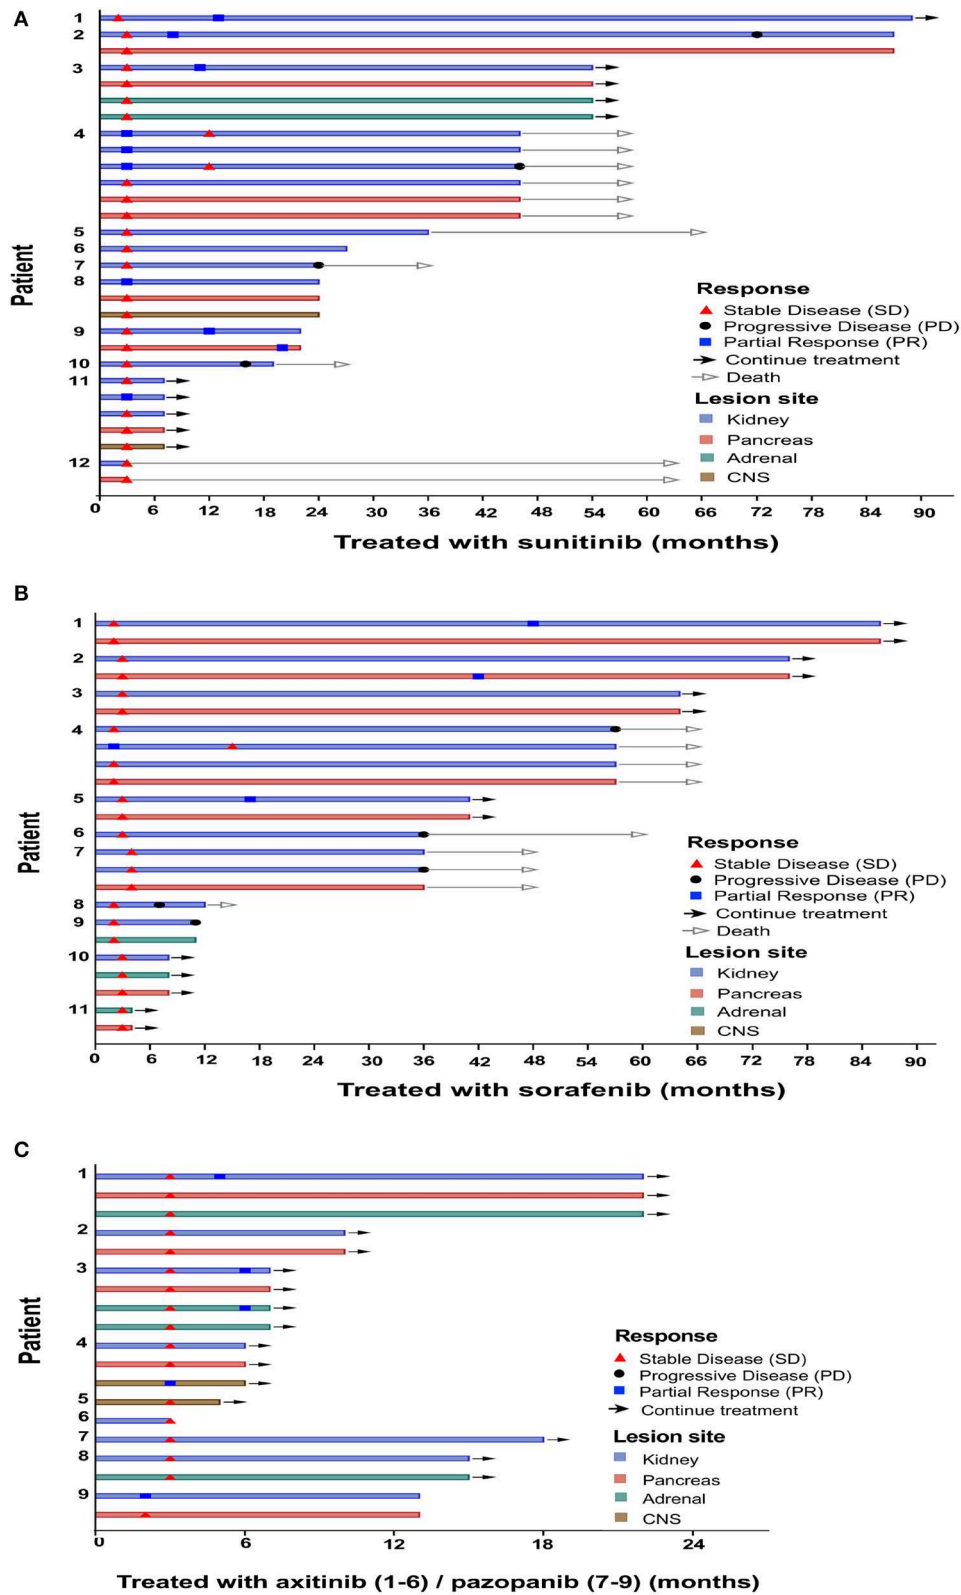 A
Patient
1
2
3
4
5
6
7
8
9
10
11
12
Response
Stable Disease (SD)
Progressive Disease (PD)
Partial Response (PR)
Continue treatment
Death
Lesion site
Kidney
Pancreas
Adrenal
CNS
0 6 12 18 24 30 36 42 48 54 60 66 72 78 84 90
Treated with sunitinib (months)
B
Patient
1
2
3
4
5
6
7
8
9
10
11
Response
Stable Disease (SD)
Progressive Disease (PD)
Partial Response (PR)
Continue treatment
Death
Lesion site
Kidney
Pancreas
Adrenal
CNS
0 6 12 18 24 30 36 42 48 54 60 66 72 78 84 90
Treated with sorafenib (months)
C
Patient
1
2
3
4
5
6
7
8
9
Response
Stable Disease (SD)
Progressive Disease (PD)
Partial Response (PR)
Continue treatment
Lesion site
Kidney
Pancreas
Adrenal
CNS
0 6 12 18 24
Treated with axitinib (1-6) / pazopanib (7-9) (months)